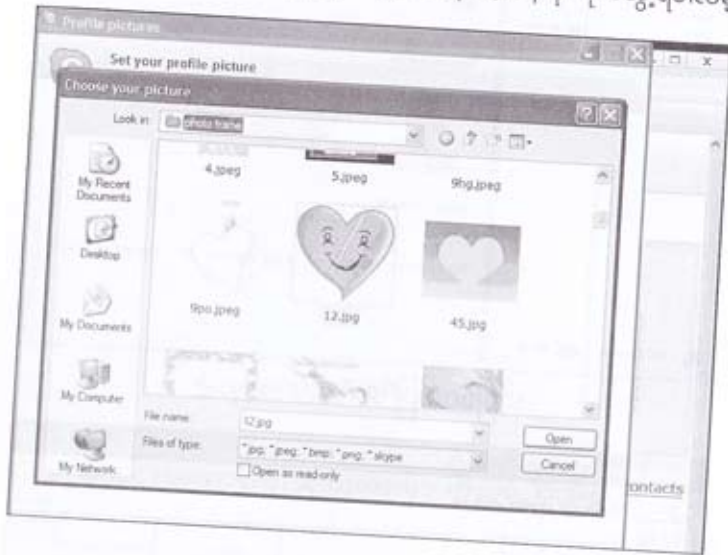 Profile pictures
Set your profile picture
Choose your picture
Look in: photo frame
4.jpeg 5.jpeg 9hg.jpeg
My Recent Documents
Desktop
9po.jpeg 12.jpg 45.jpg
My Documents
My Computer
File name: 12.jpg Open
Files of type: *.jpg; *.jpeg; *.bmp; *.png; *.skype Cancel
My Network Open as read-only
contacts